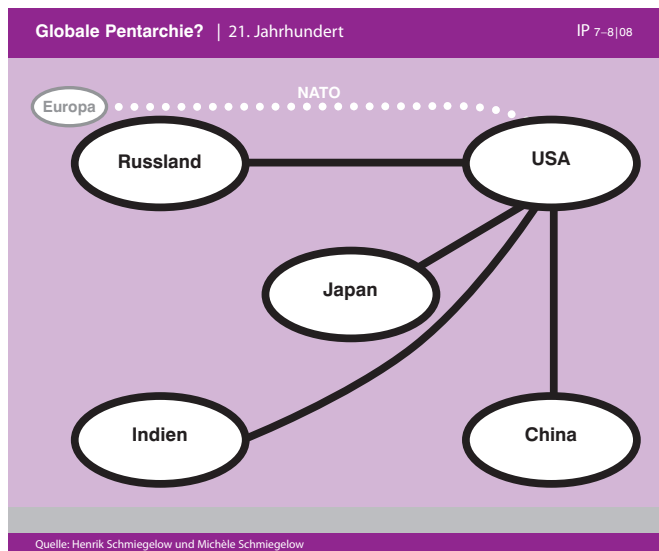 Globale Pentarchie? | 21. Jahrhundert IP 7–8|08
NATO
Europa
Russland
USA
Japan
Indien
China
Quelle: Henrik Schmiegelow und Michèle Schmiegelow